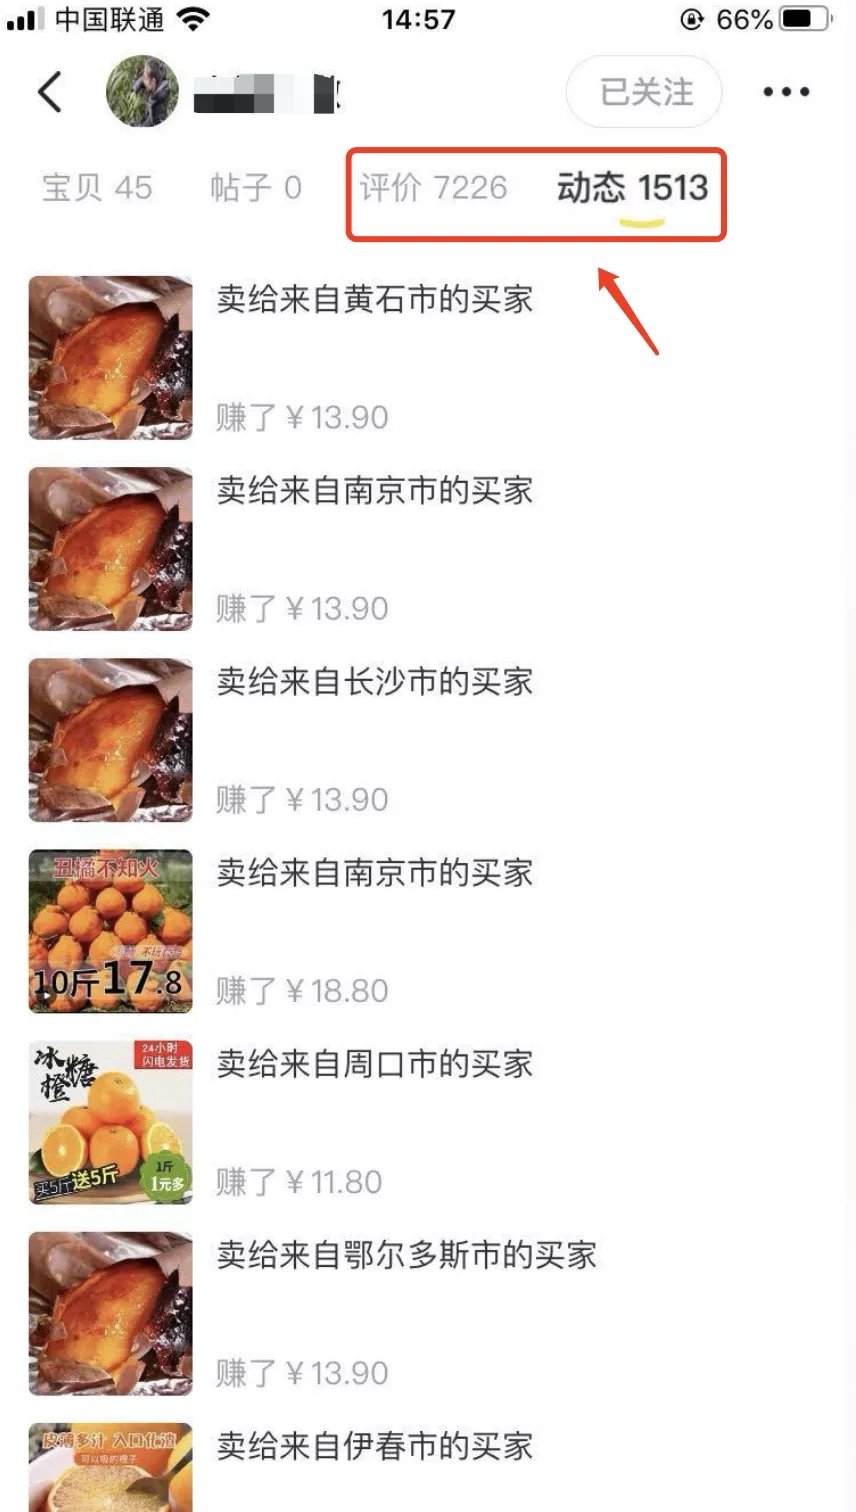 中国联通
14:57
66%
已关注
宝贝 45
帖子 0
评价 7226
动态 1513
卖给来自黄石市的买家
赚了 ¥13.90
卖给来自南京市的买家
赚了 ¥13.90
卖给来自长沙市的买家
赚了 ¥13.90
丑橘不知火
10斤17.8
卖给来自南京市的买家
赚了 ¥18.80
冰糖橙
24小时
闪电发货
买5斤送5斤
1斤
1元多
卖给来自周口市的买家
赚了 ¥11.80
卖给来自鄂尔多斯市的买家
赚了 ¥13.90
皮薄多汁 入口化渣
可以吸的橙子
卖给来自伊春市的买家